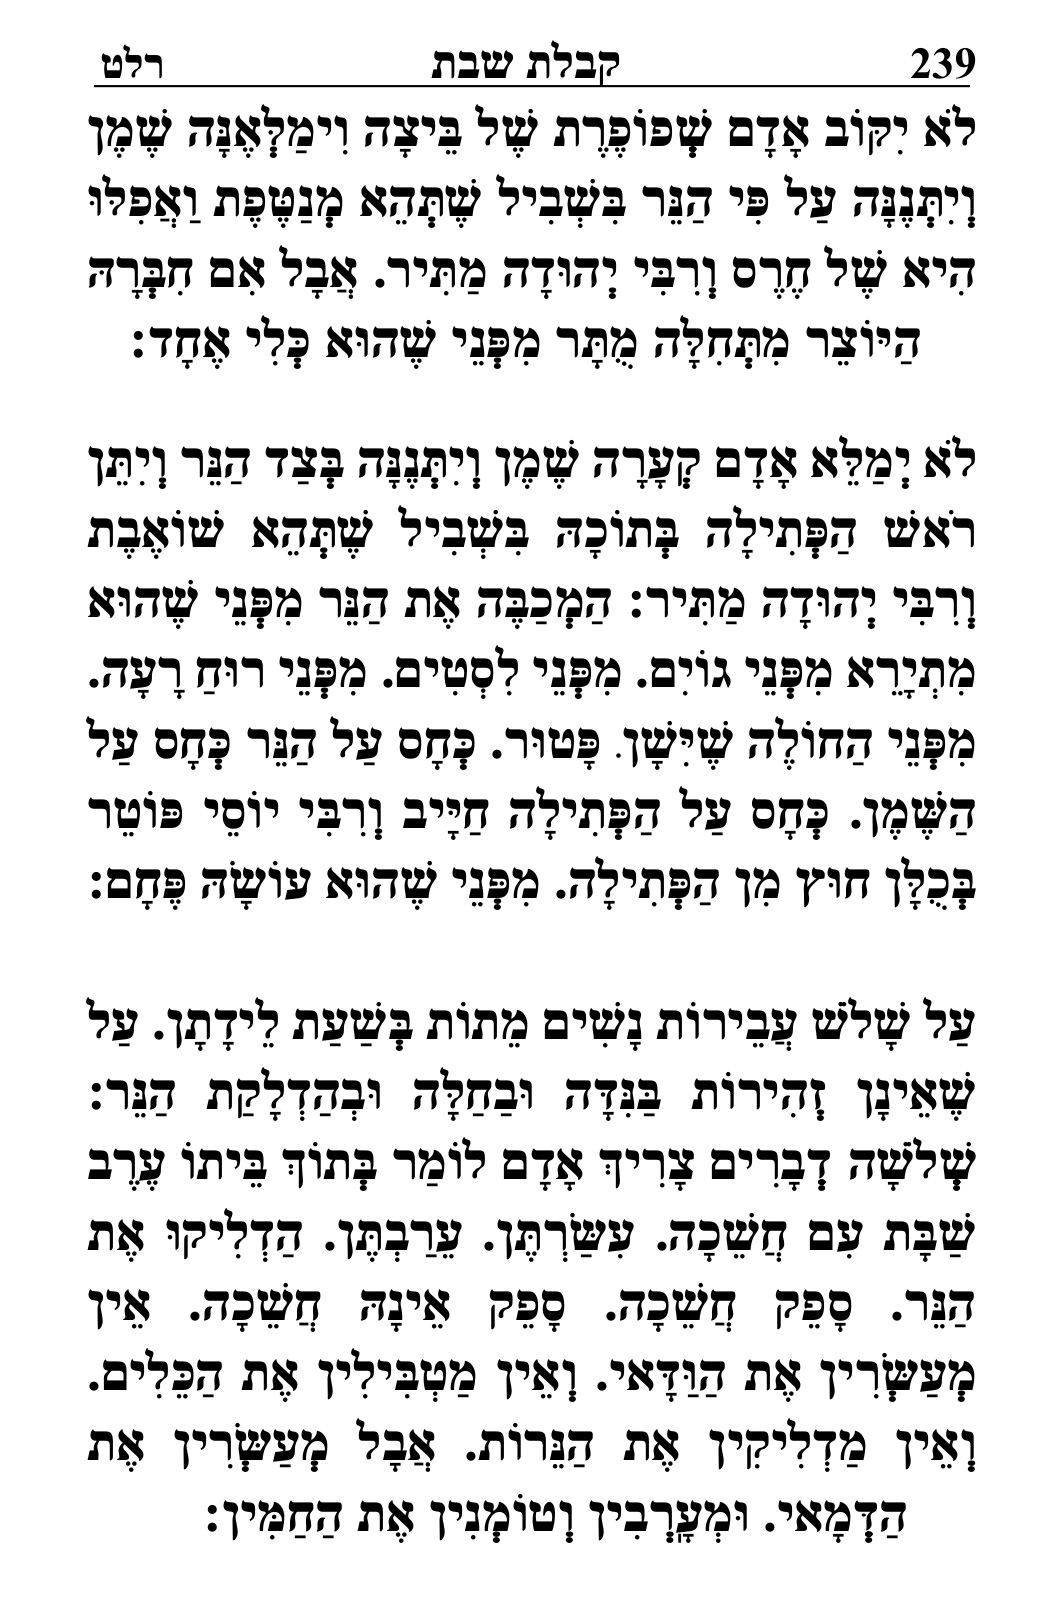 239 קבלת שבת רלט
לֹא יִקּוֹב אָדָם שְׁפוֹפֶרֶת שֶׁל בֵּיצָה וִימַלְּאֶנָּה שֶׁמֶן
וְיִתְּנֶנָּה עַל פִּי הַנֵּר בִּשְׁבִיל שֶׁתְּהֵא מְנַטֶּפֶת וַאֲפִלּוּ
הִיא שֶׁל חֶרֶס וְרִבִּי יְהוּדָה מַתִּיר. אֲבָל אִם חִבְּרָהּ
הַיּוֹצֵר מִתְּחִלָּה מֻתָּר מִפְּנֵי שֶׁהוּא כְּלִי אֶחָד:
לֹא יְמַלֵּא אָדָם קְעָרָה שֶׁמֶן וְיִתְּנֶנָּה בְּצַד הַנֵּר וְיִתֵּן
רֹאשׁ הַפְּתִילָה בְּתוֹכָהּ בִּשְׁבִיל שֶׁתְּהֵא שׁוֹאֶבֶת
וְרִבִּי יְהוּדָה מַתִּיר: הַמְכַבֶּה אֶת הַנֵּר מִפְּנֵי שֶׁהוּא
מִתְיָרֵא מִפְּנֵי גוֹיִם. מִפְּנֵי לִסְטִים. מִפְּנֵי רוּחַ רָעָה.
מִפְּנֵי הַחוֹלֶה שֶׁיִּשָׁן. פָּטוּר. כְּחָס עַל הַנֵּר כְּחָס עַל
הַשֶּׁמֶן. כְּחָס עַל הַפְּתִילָה חַיָּיב וְרִבִּי יוֹסֵי פּוֹטֵר
בְּכֻלָּן חוּץ מִן הַפְּתִילָה. מִפְּנֵי שֶׁהוּא עוֹשָׂהּ פֶּחָם:
עַל שָׁלֹשׁ עֲבֵירוֹת נָשִׁים מֵתוֹת בְּשַׁעַת לֵידָתָן. עַל
שֶׁאֵינָן זְהִירוֹת בַּנִּדָּה וּבַחַלָּה וּבְהַדְלָקַת הַנֵּר:
שְׁלֹשָׁה דְבָרִים צָרִיךְ אָדָם לוֹמַר בְּתוֹךְ בֵּיתוֹ עֶרֶב
שַׁבָּת עִם חֲשֵׁכָה. עִשַּׂרְתֶּן. עֵרַבְתֶּן. הַדְלִיקוּ אֶת
הַנֵּר. סָפֵק חֲשֵׁכָה. סָפֵק אֵינָהּ חֲשֵׁכָה. אֵין
מְעַשְּׂרִין אֶת הַוַּדָּאי. וְאֵין מַטְבִּילִין אֶת הַכֵּלִים.
וְאֵין מַדְלִיקִין אֶת הַנֵּרוֹת. אֲבָל מְעַשְּׂרִין אֶת
הַדְּמָאי. וּמְעָרְבִין וְטוֹמְנִין אֶת הַחַמִּין: